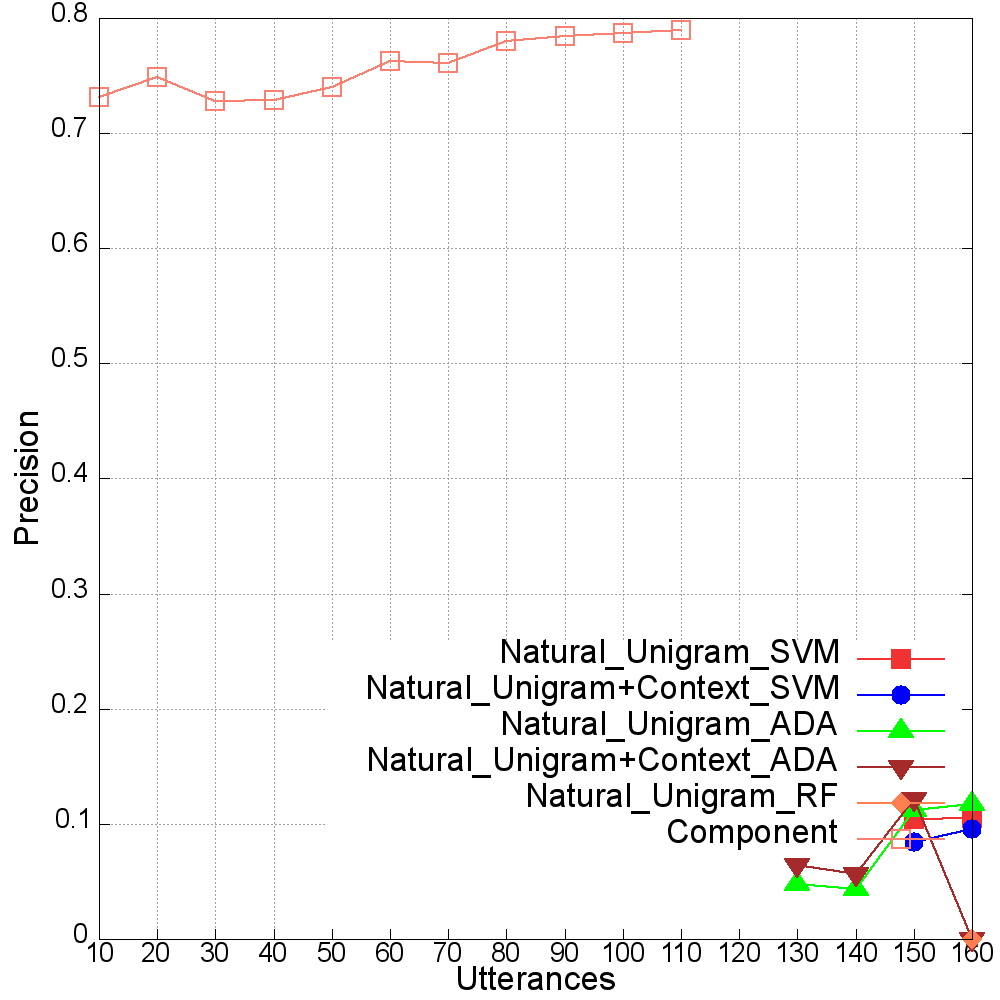 0.8
0.7
0.6
0.5
0.4
0.3
0.2
0.1
0
Precision
Natural_Unigram_SVM
Natural_Unigram+Context_SVM
Natural_Unigram_ADA
Natural_Unigram+Context_ADA
Natural_Unigram_RF
Component
10 20 30 40 50 60 70 80 90 100 110 120 130 140 150 160
Utterances